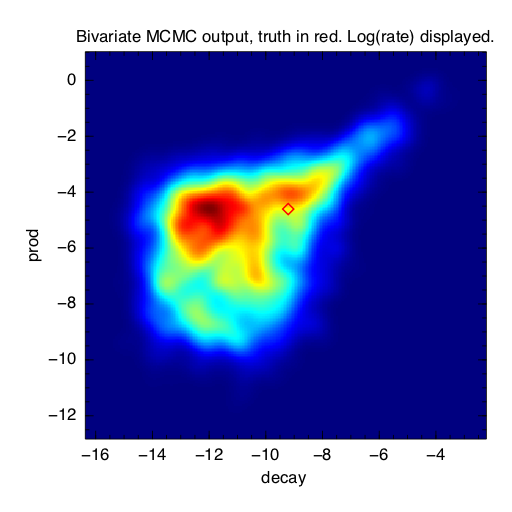 Bivariate MCMC output, truth in red. Log(rate) displayed.
0
−2
−4
−6
−8
−10
−12
prod
−16 −14 −12 −10 −8 −6 −4
decay